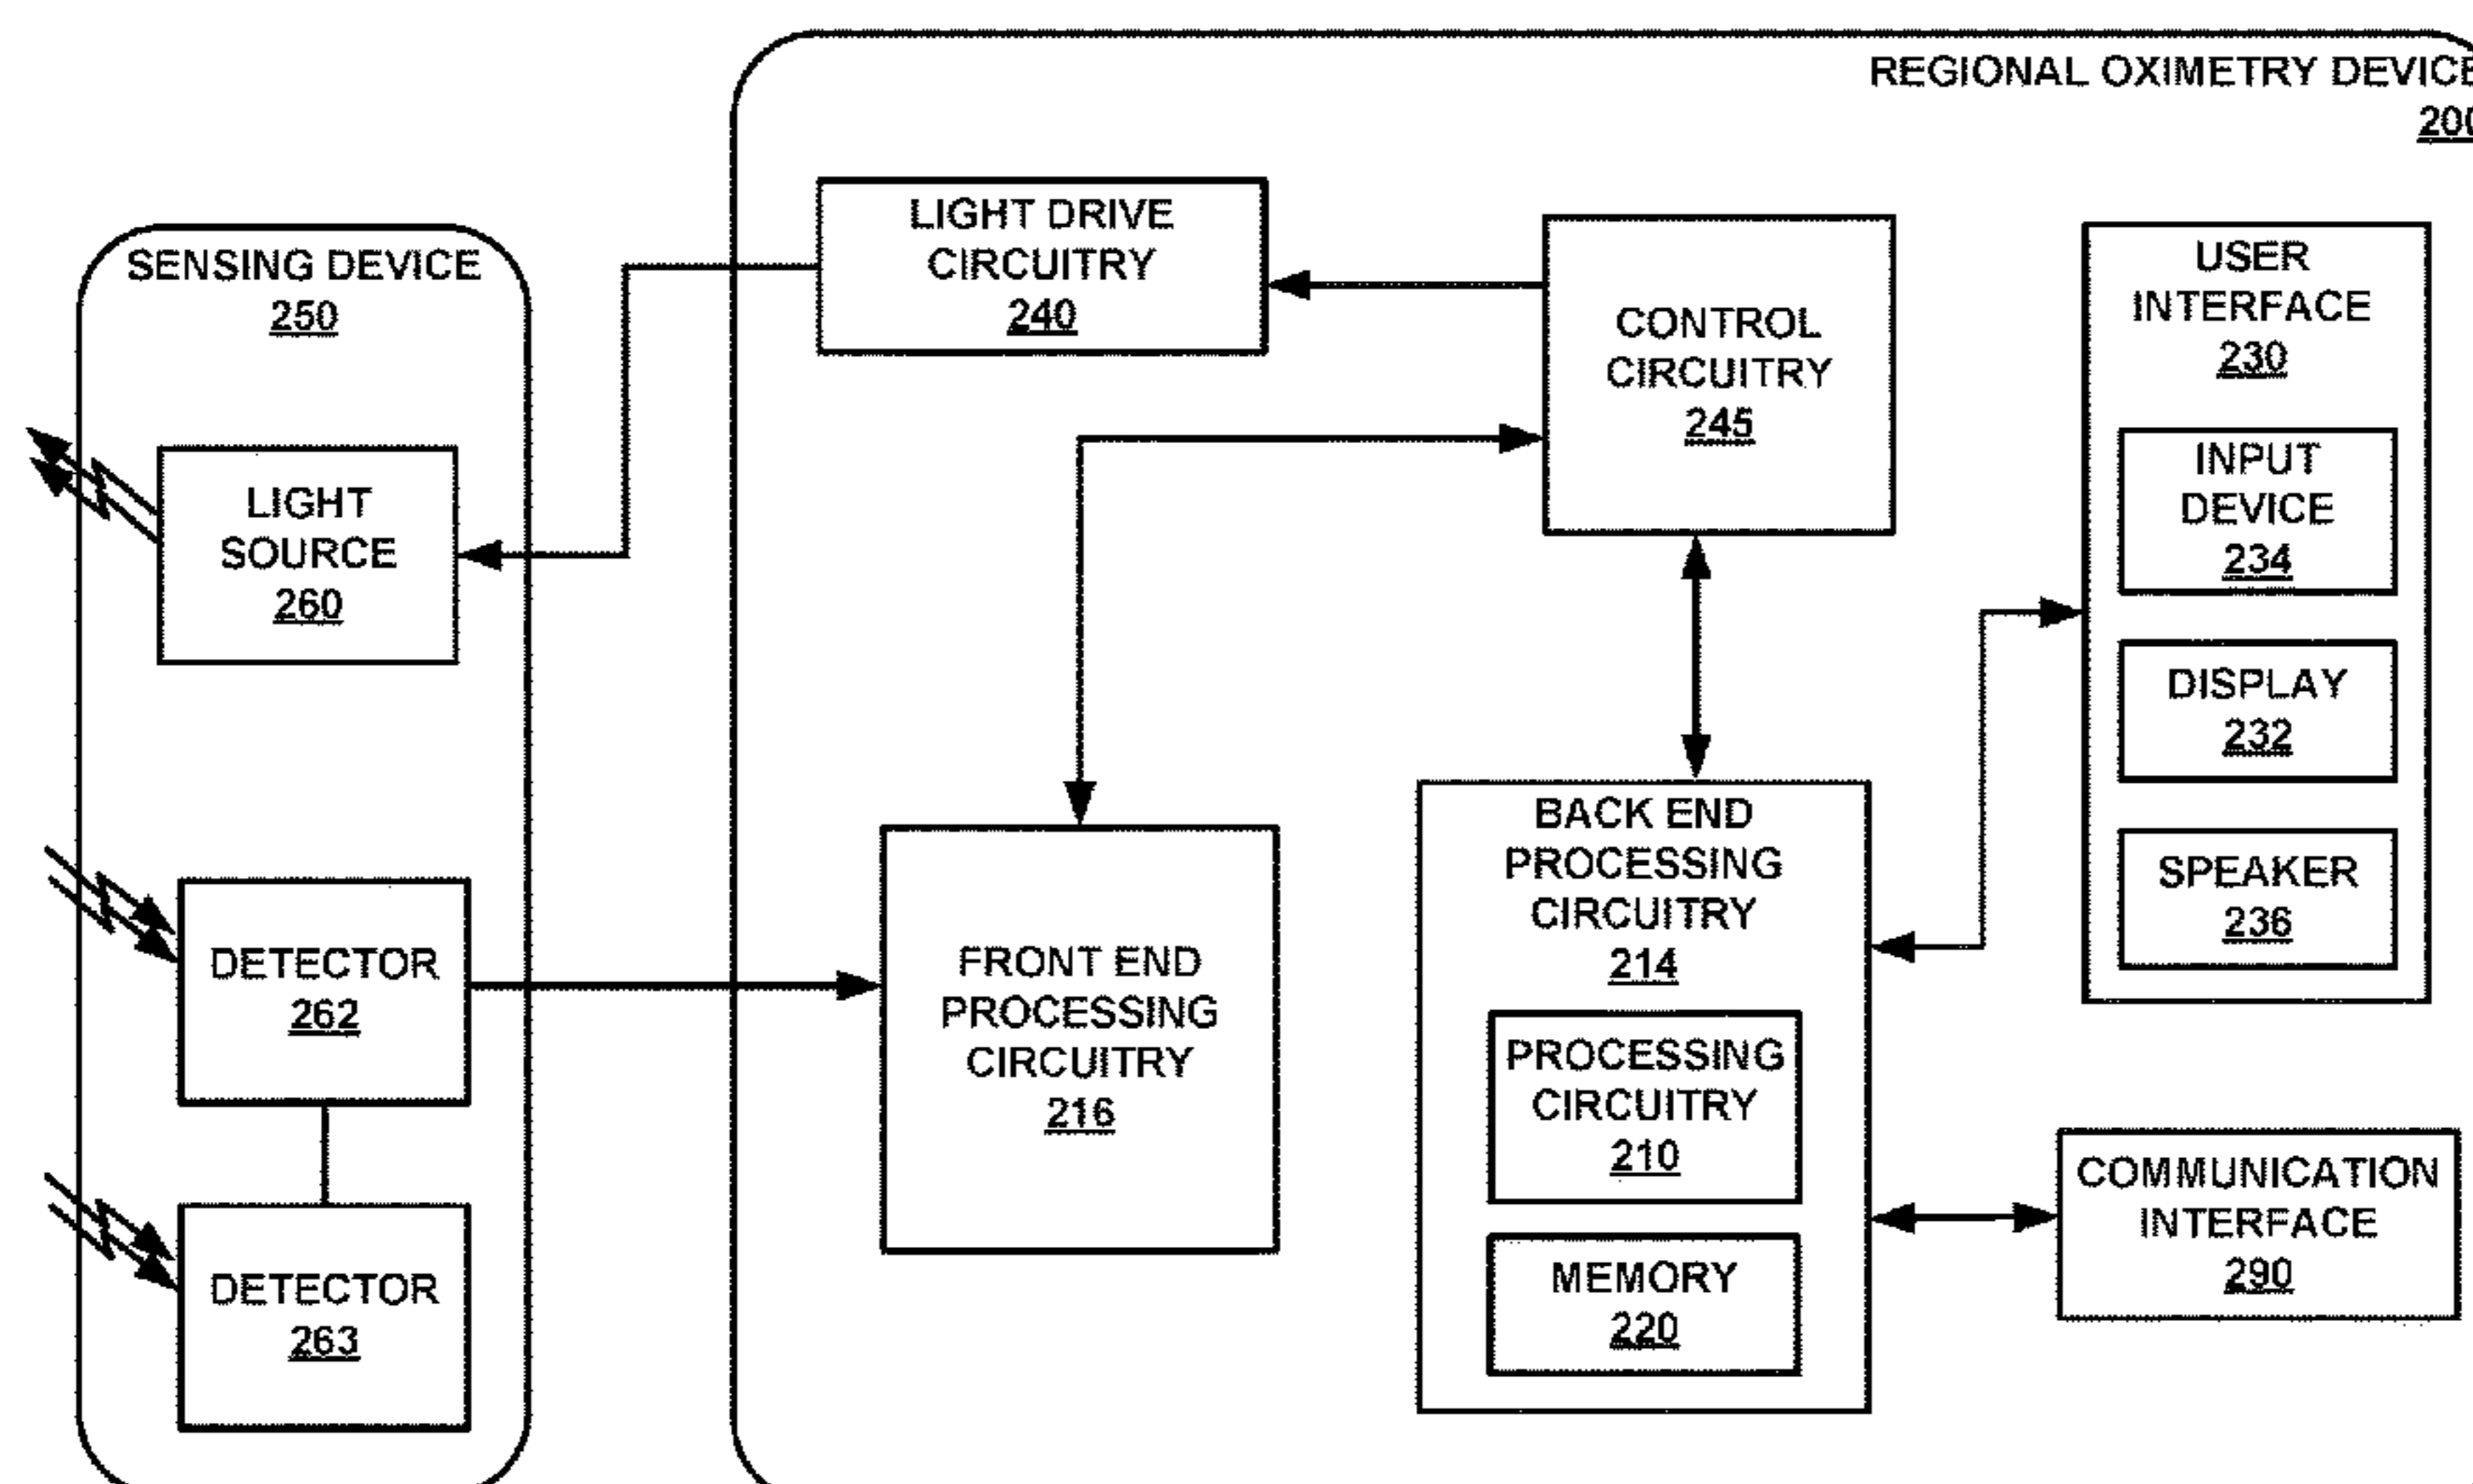 REGIONAL OXIMETRY DEVICE
200
SENSING DEVICE
250
LIGHT
SOURCE
260
DETECTOR
262
DETECTOR
263
LIGHT DRIVE
CIRCUITRY
240
CONTROL
CIRCUITRY
245
FRONT END
PROCESSING
CIRCUITRY
216
BACK END
PROCESSING
CIRCUITRY
214
PROCESSING
CIRCUITRY
210
MEMORY
220
USER
INTERFACE
230
INPUT
DEVICE
234
DISPLAY
232
SPEAKER
236
COMMUNICATION
INTERFACE
290